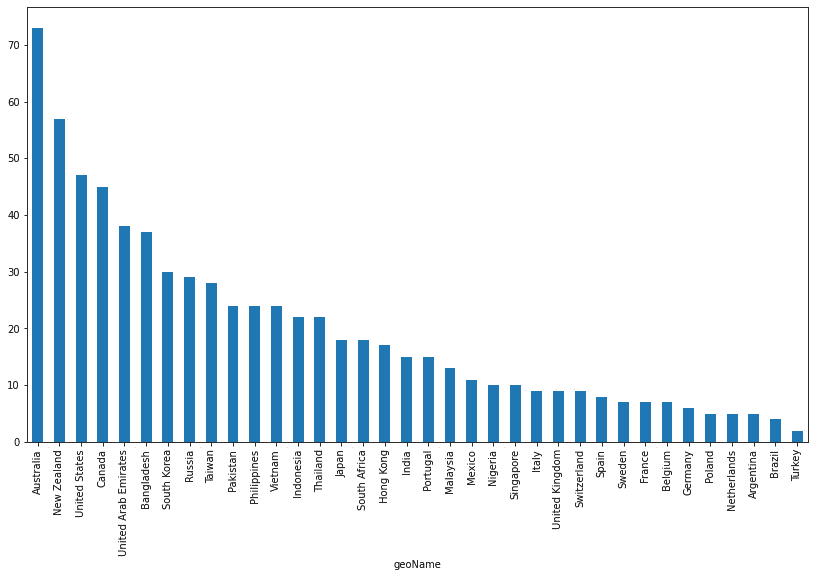 70
60
50
40
30
20
10
0
Australia
New Zealand
United States
Canada
United Arab Emirates
Bangladesh
South Korea
Russia
Taiwan
Pakistan
Philippines
Vietnam
Indonesia
Thailand
Japan
South Africa
Hong Kong
India
Portugal
Malaysia
Mexico
Nigeria
Singapore
Italy
United Kingdom
Switzerland
Spain
Sweden
France
Belgium
Germany
Poland
Netherlands
Argentina
Brazil
Turkey
geoName